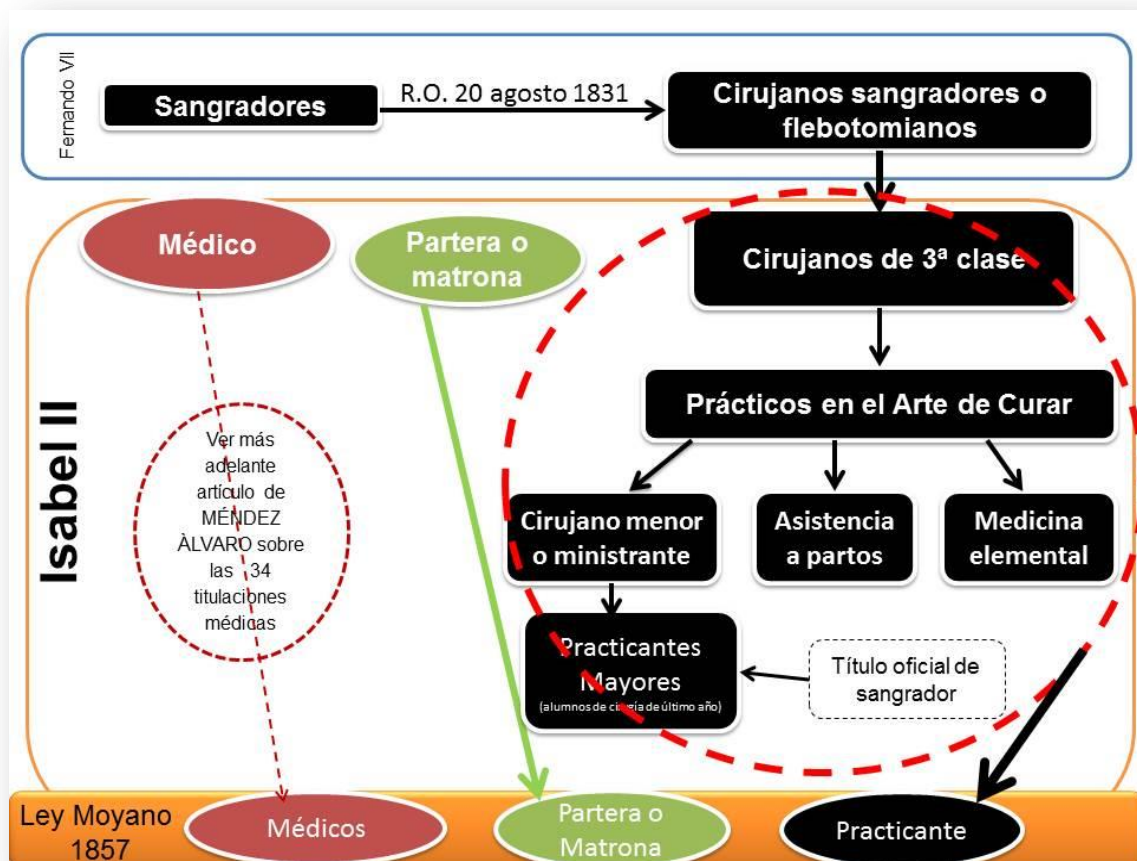 Fernando VII
Sangradores
R.O. 20 agosto 1831
Cirujanos sangradores o
flebotomianos
Isabel II
Médico
Partera o
matrona
Cirujanos de 3ª clase
Prácticos en el Arte de Curar
Ver más
adelante
artículo de
MÉNDEZ
ÀLVARO sobre
las 34
titulaciones
médicas
Cirujano menor
o ministrante
Asistencia
a partos
Medicina
elemental
Practicantes
Mayores
(alumnos de cirugía de último año)
Título oficial de
sangrador
Ley Moyano
1857
Médicos
Partera o
Matrona
Practicante